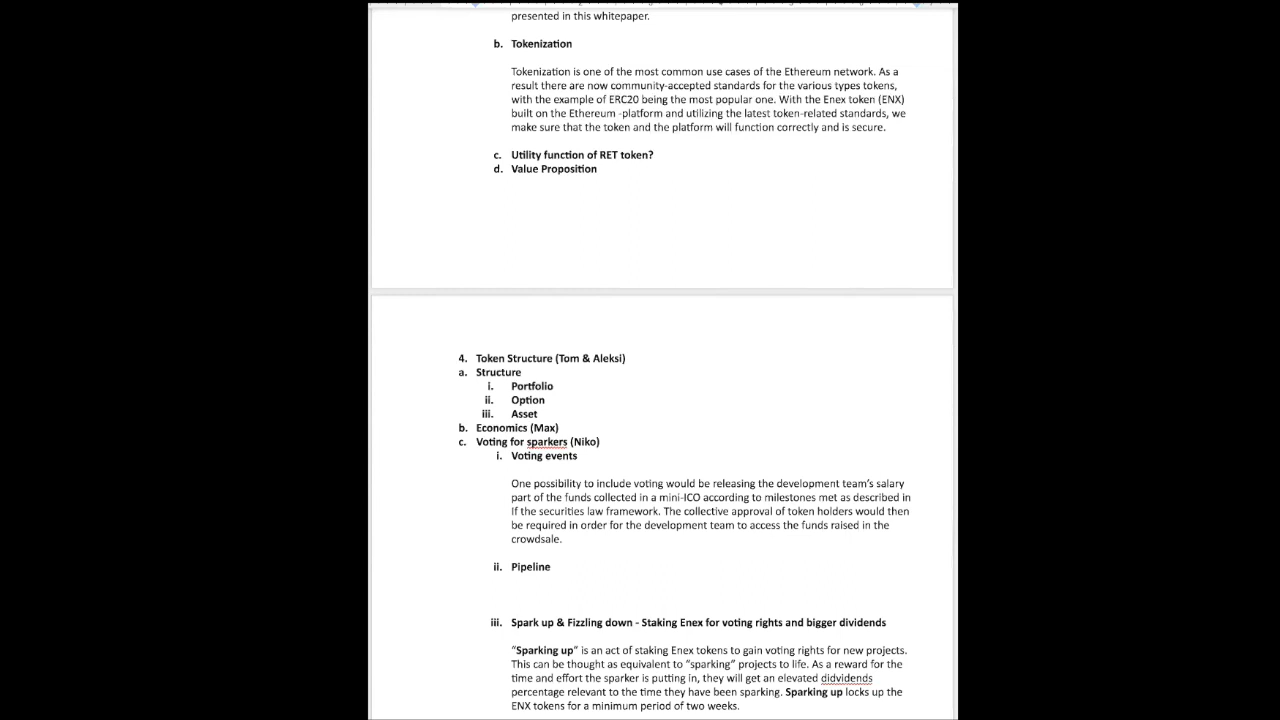 presented in this whitepaper.
b. Tokenization
Tokenization is one of the most common use cases of the Ethereum network. As a
result there are now community-accepted standards for the various types tokens,
with the example of ERC20 being the most popular one. With the Enex token (ENX)
built on the Ethereum -platform and utilizing the latest token-related standards, we
make sure that the token and the platform will function correctly and is secure.
c. Utility function of RET token?
d. Value Proposition
4. Token Structure (Tom & Aleksi)
a. Structure
i. Portfolio
ii. Option
iii. Asset
b. Economics (Max)
c. Voting for sparkers (Niko)
i. Voting events
One possibility to include voting would be releasing the development team's salary
part of the funds collected in a mini-ICO according to milestones met as described in
If the securities law framework. The collective approval of token holders would then
be required in order for the development team to access the funds raised in the
crowdsale.
ii. Pipeline
iii. Spark up & Fizzling down - Staking Enex for voting rights and bigger dividends
"Sparking up" is an act of staking Enex tokens to gain voting rights for new projects.
This can be thought as equivalent to "sparking" projects to life. As a reward for the
time and effort the sparker is putting in, they will get an elevated didvidends
percentage relevant to the time they have been sparking. Sparking up locks up the
ENX tokens for a minimum period of two weeks.